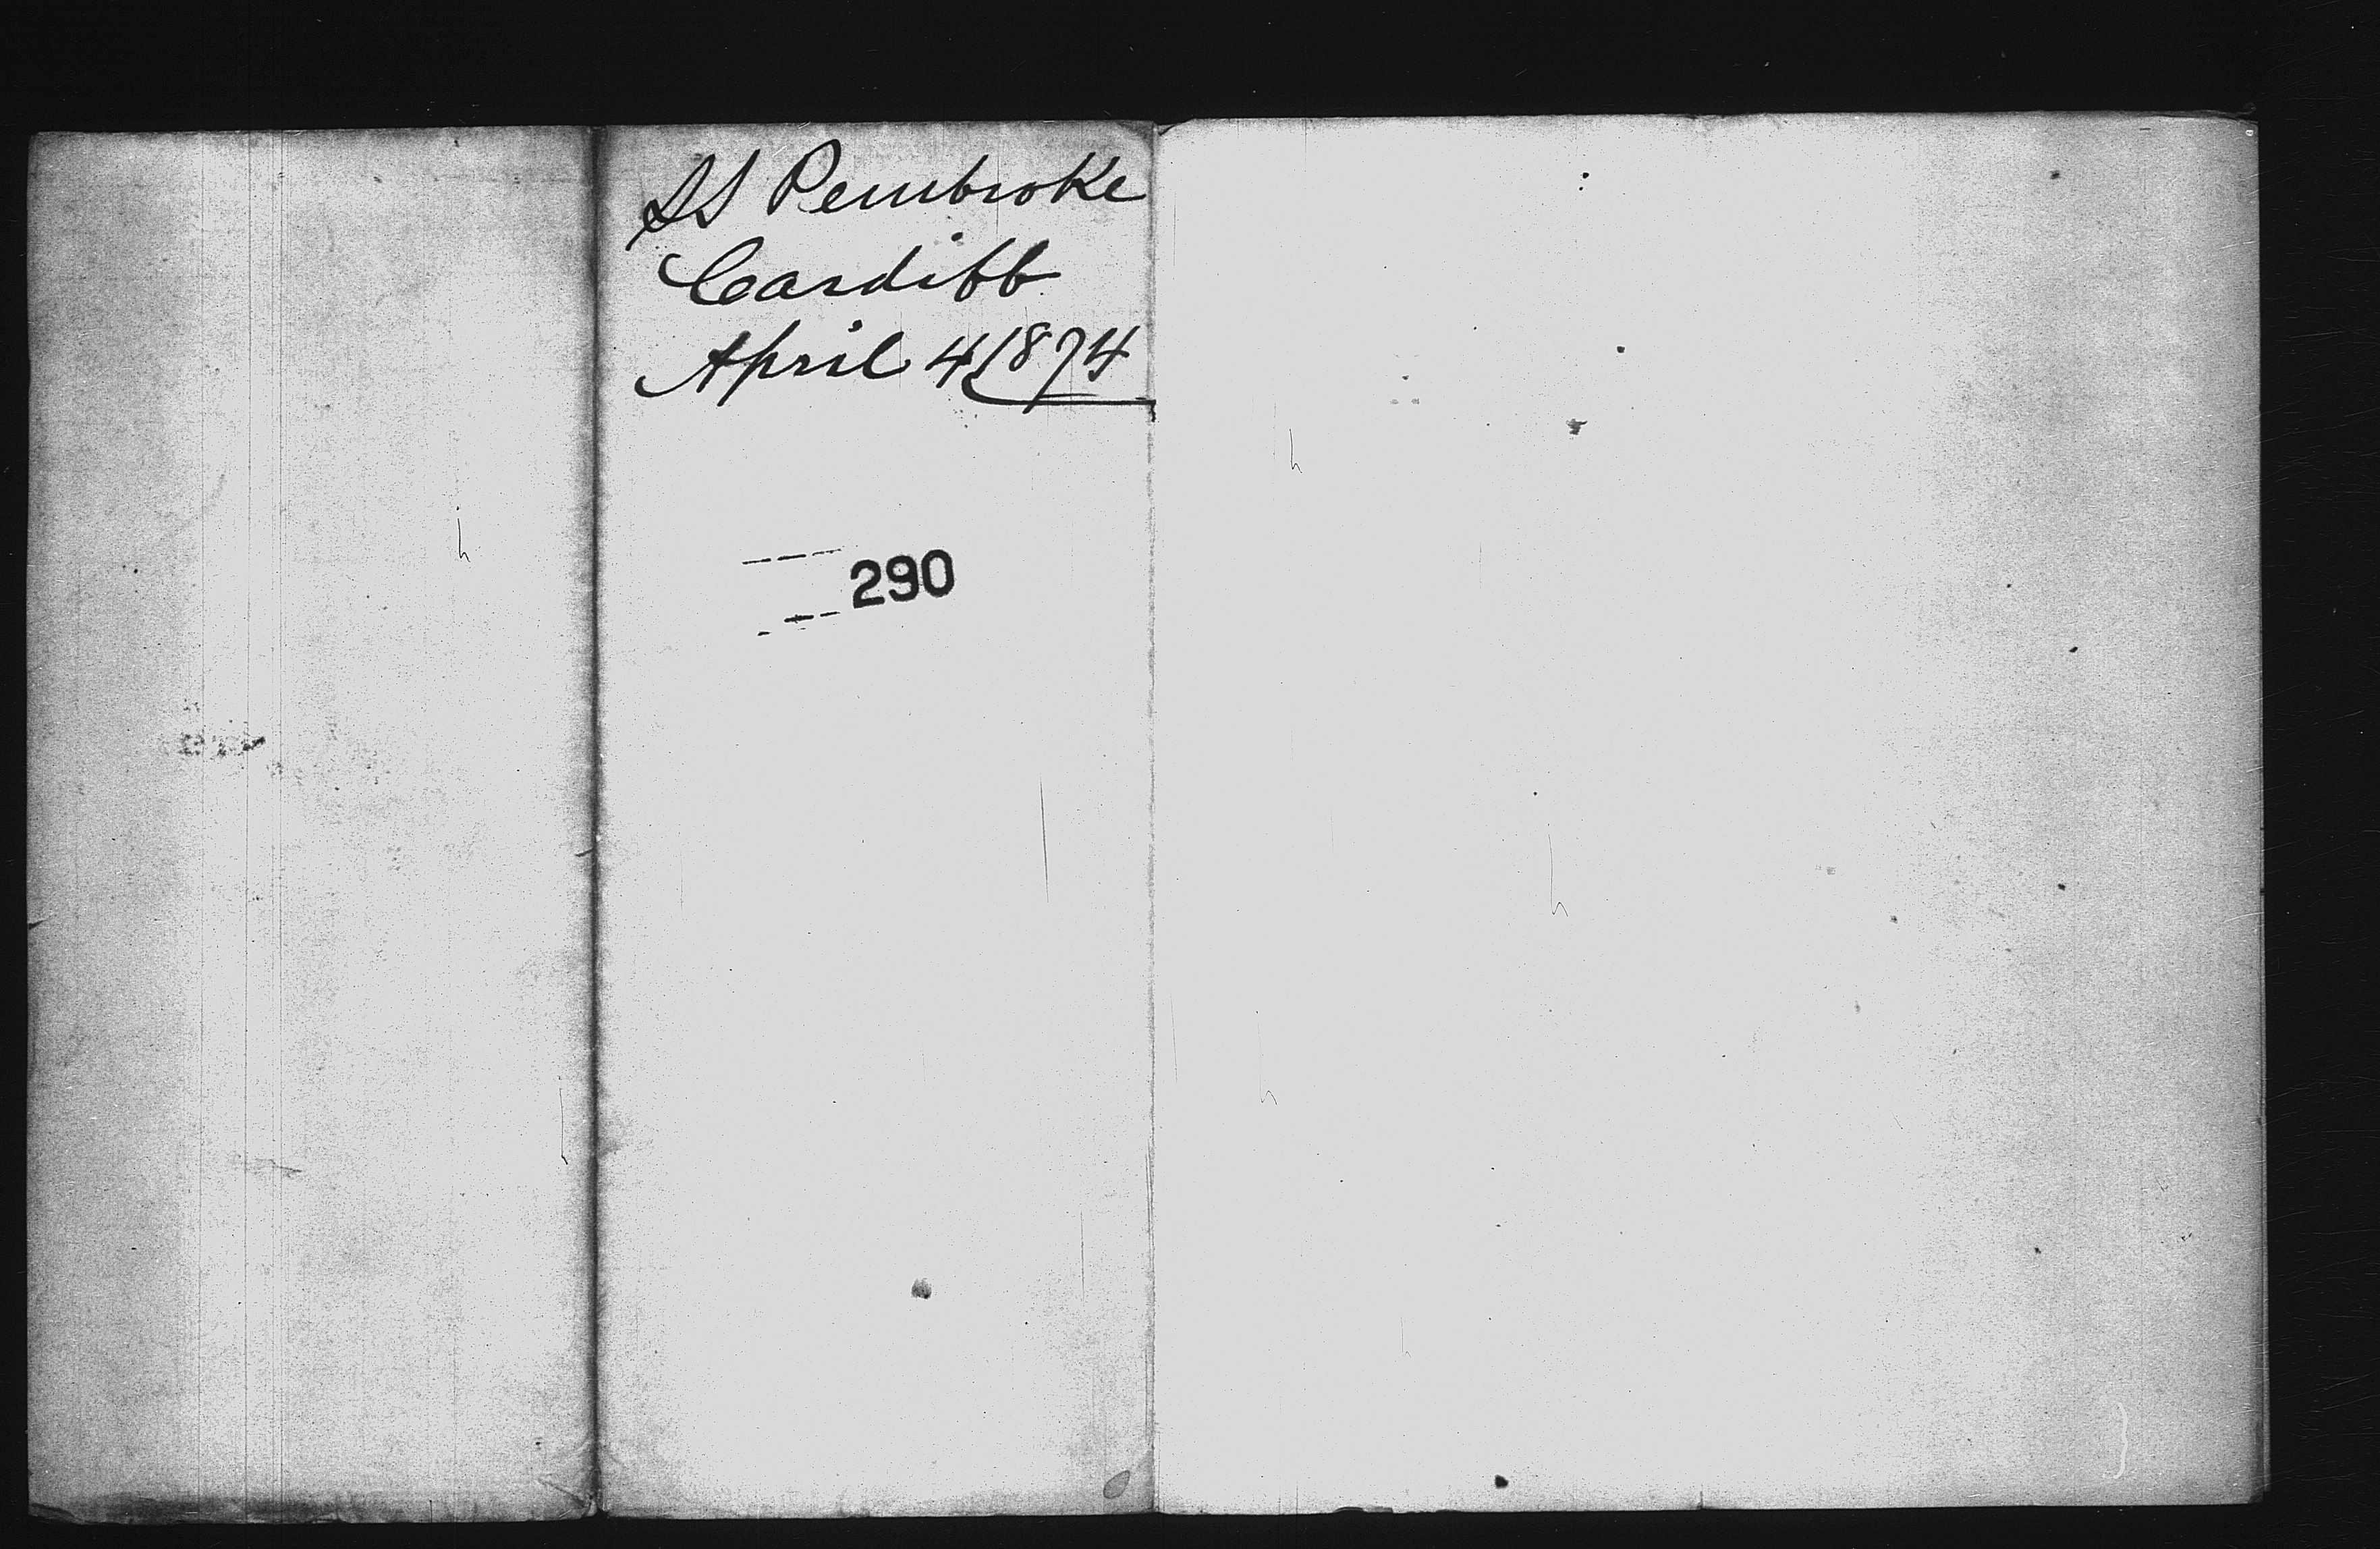 SS Pembroke
Cardiff
April 4/1874
290